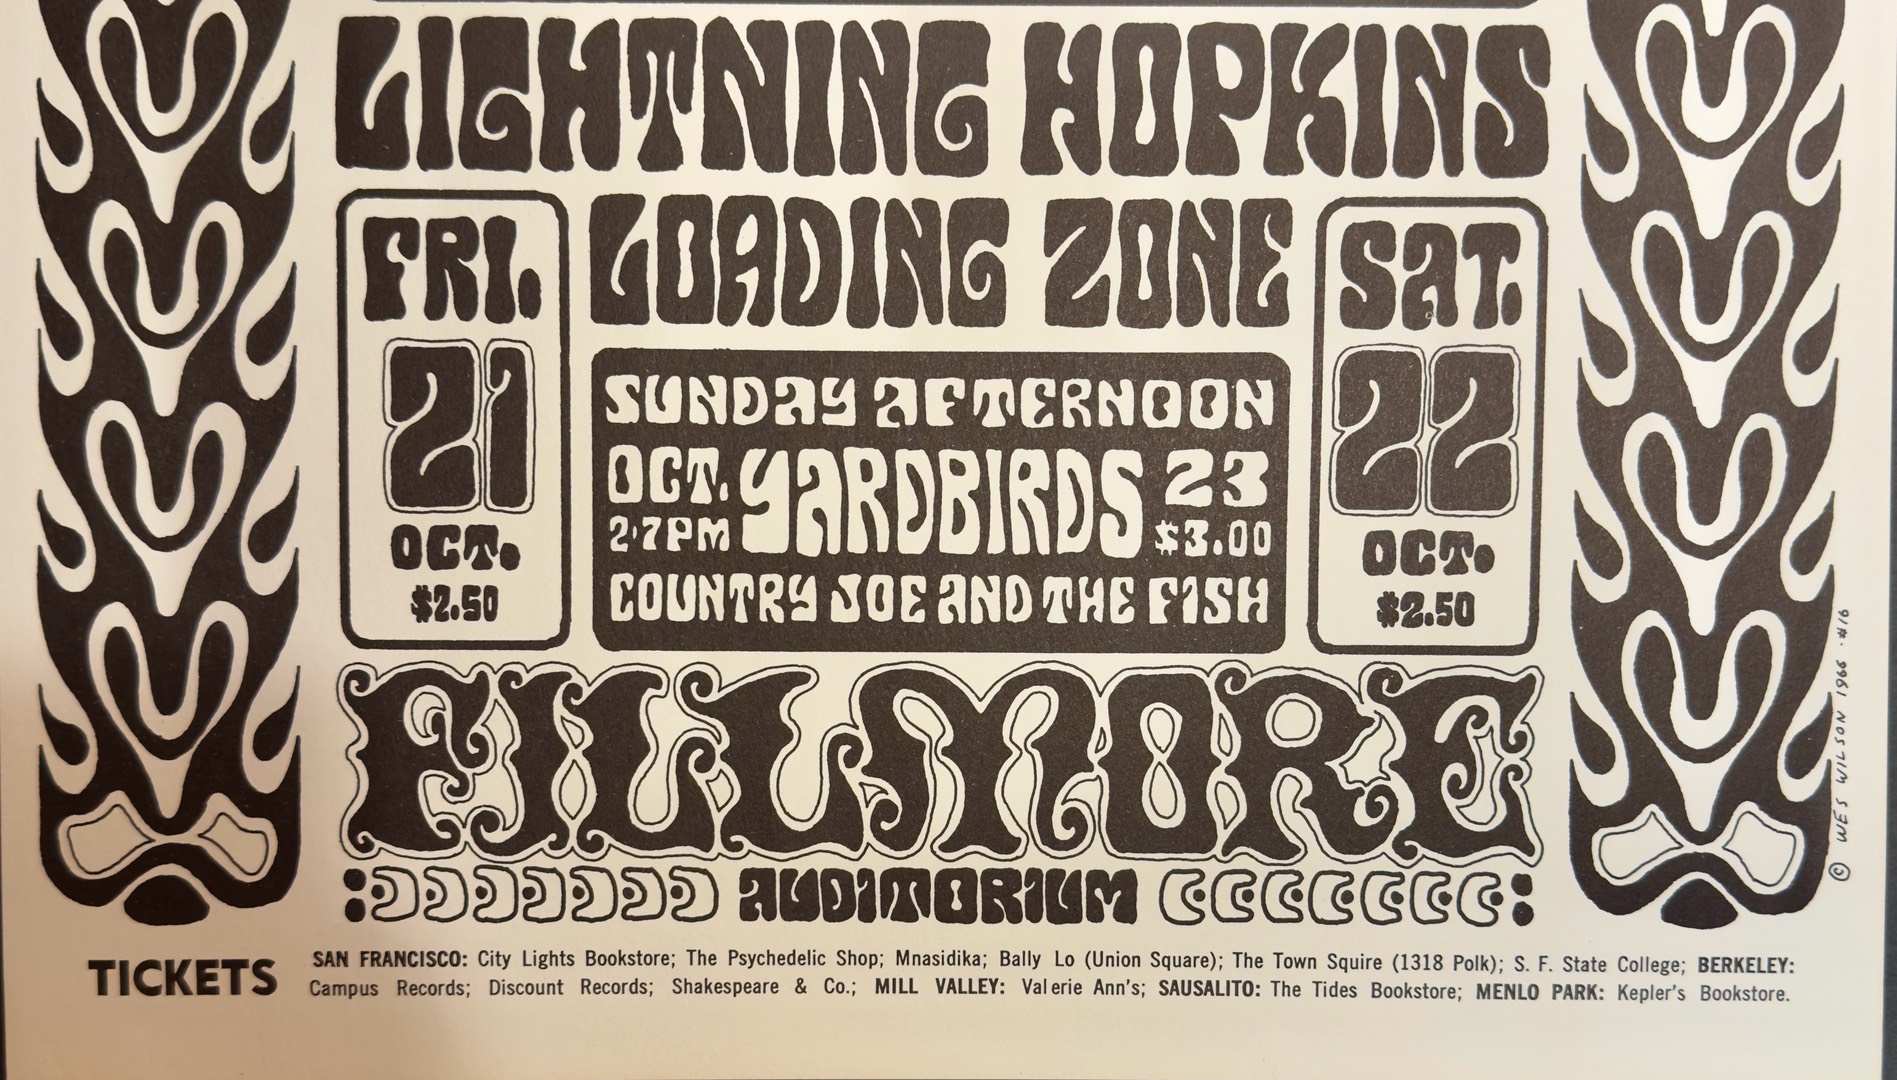 LIGHTNING HOPKINS
FRI.
21
OCT.
$2.50
LOADING ZONE
SUNDAY AFTERNOON
OCT. YARDBIRDS 23
2-7PM $3.00
COUNTRY JOE AND THE FISH
SAT.
22
OCT.
$2.50
FILLMORE
AUDITORIUM
© WES WILSON 1966 · #16
TICKETS
SAN FRANCISCO: City Lights Bookstore; The Psychedelic Shop; Mnasidika; Bally Lo (Union Square); The Town Squire (1318 Polk); S. F. State College; BERKELEY:
Campus Records; Discount Records; Shakespeare & Co.; MILL VALLEY: Valerie Ann's; SAUSALITO: The Tides Bookstore; MENLO PARK: Kepler's Bookstore.